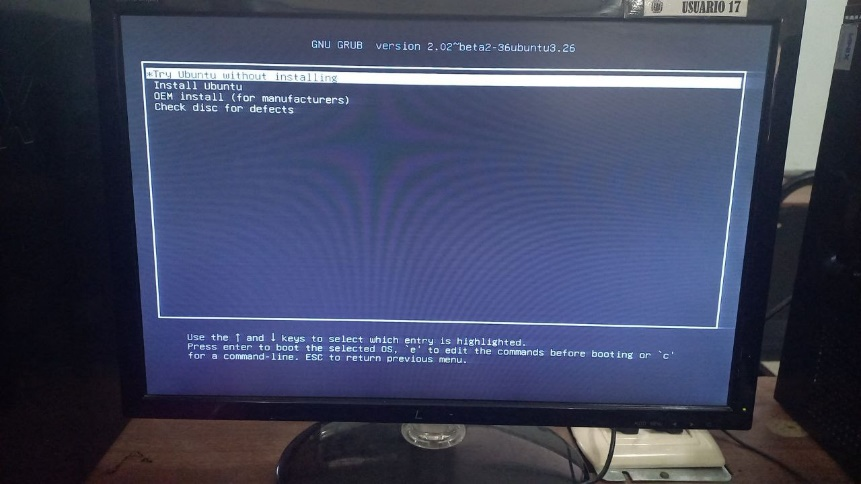 USUARIO 17
GNU GRUB version 2.02~beta2-36ubuntu3.26
*Try Ubuntu without installing
Install Ubuntu
OEM install (for manufacturers)
Check disc for defects
Use the ↑ and ↓ keys to select which entry is highlighted.
Press enter to boot the selected OS, `e' to edit the commands before booting or `c'
for a command-line. ESC to return previous menu.